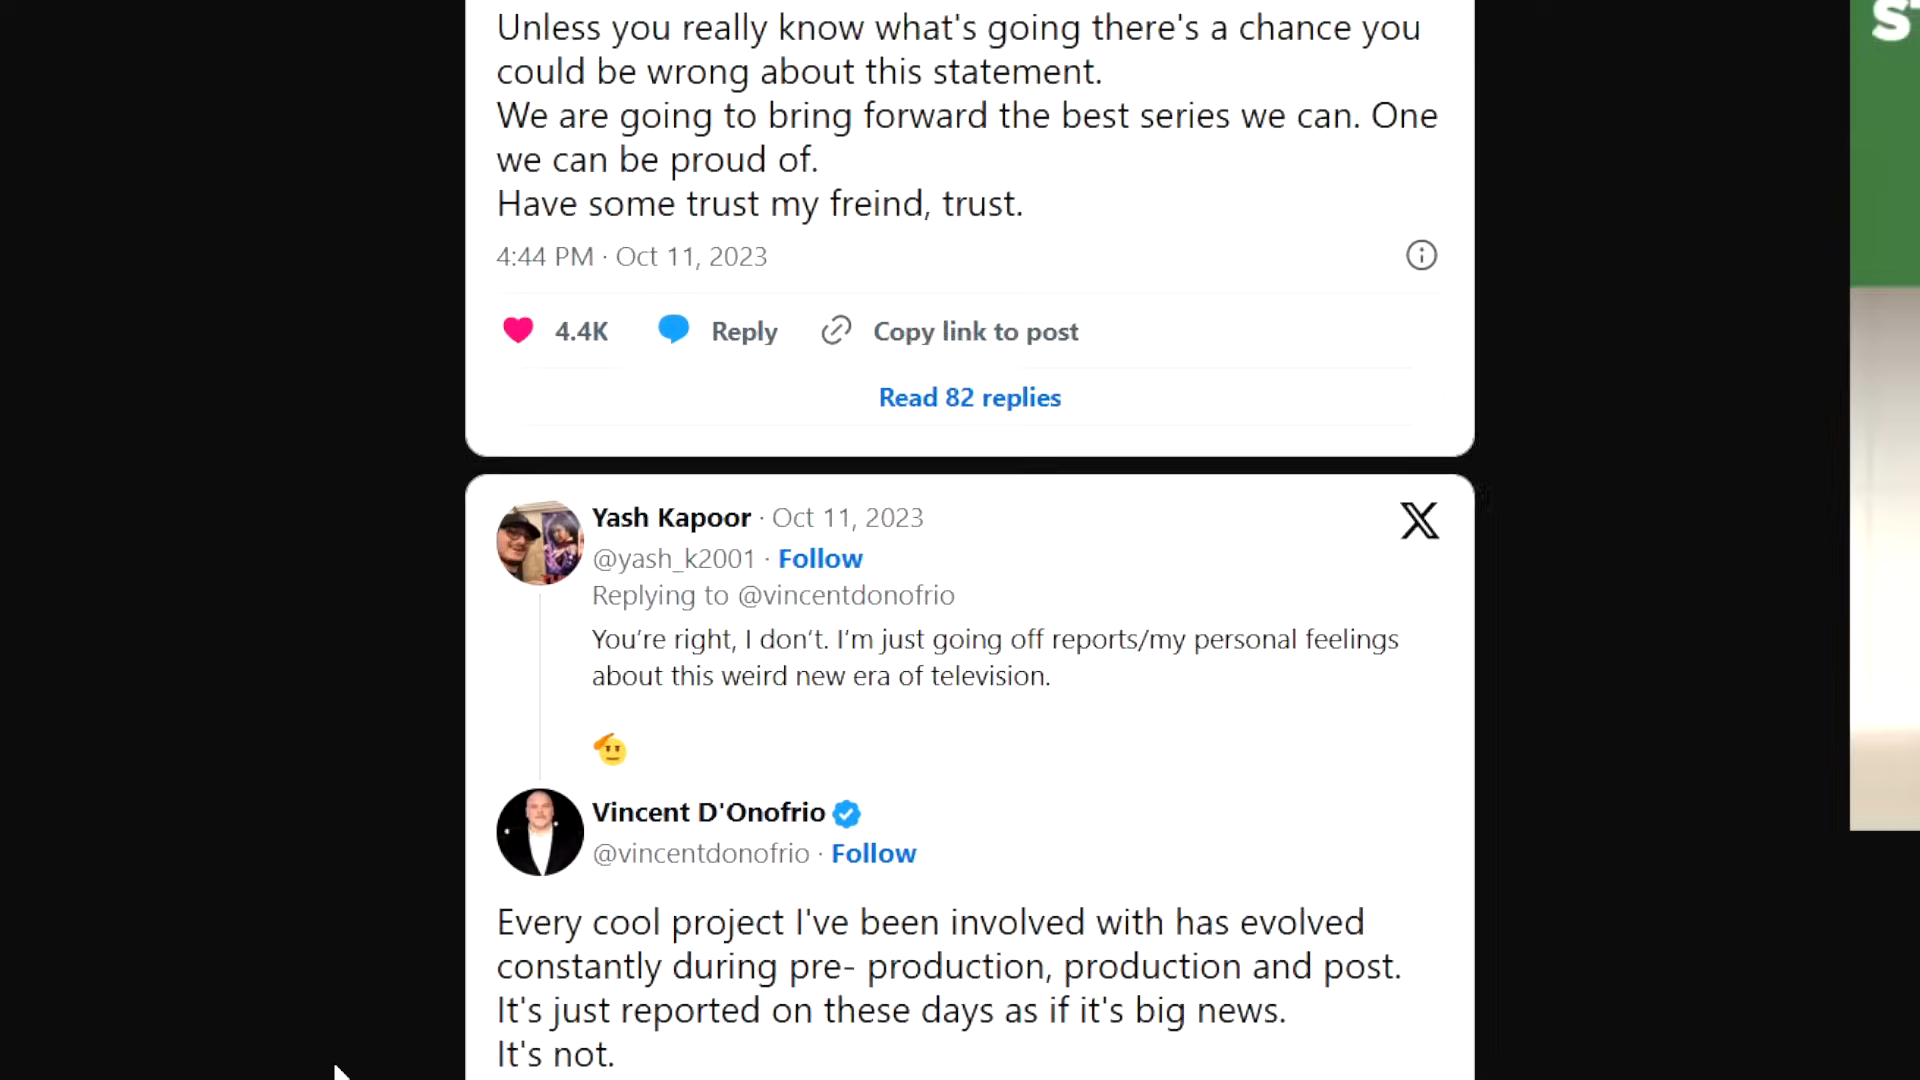 Unless you really know what's going there's a chance you
could be wrong about this statement.
We are going to bring forward the best series we can. One
we can be proud of.
Have some trust my freind, trust.
4:44 PM · Oct 11, 2023
4.4K Reply Copy link to post
Read 82 replies
Yash Kapoor · Oct 11, 2023
@yash_k2001 · Follow
Replying to @vincentdonofrio
You’re right, I don’t. I’m just going off reports/my personal feelings
about this weird new era of television.
Vincent D'Onofrio
@vincentdonofrio · Follow
Every cool project I've been involved with has evolved
constantly during pre- production, production and post.
It's just reported on these days as if it's big news.
It's not.